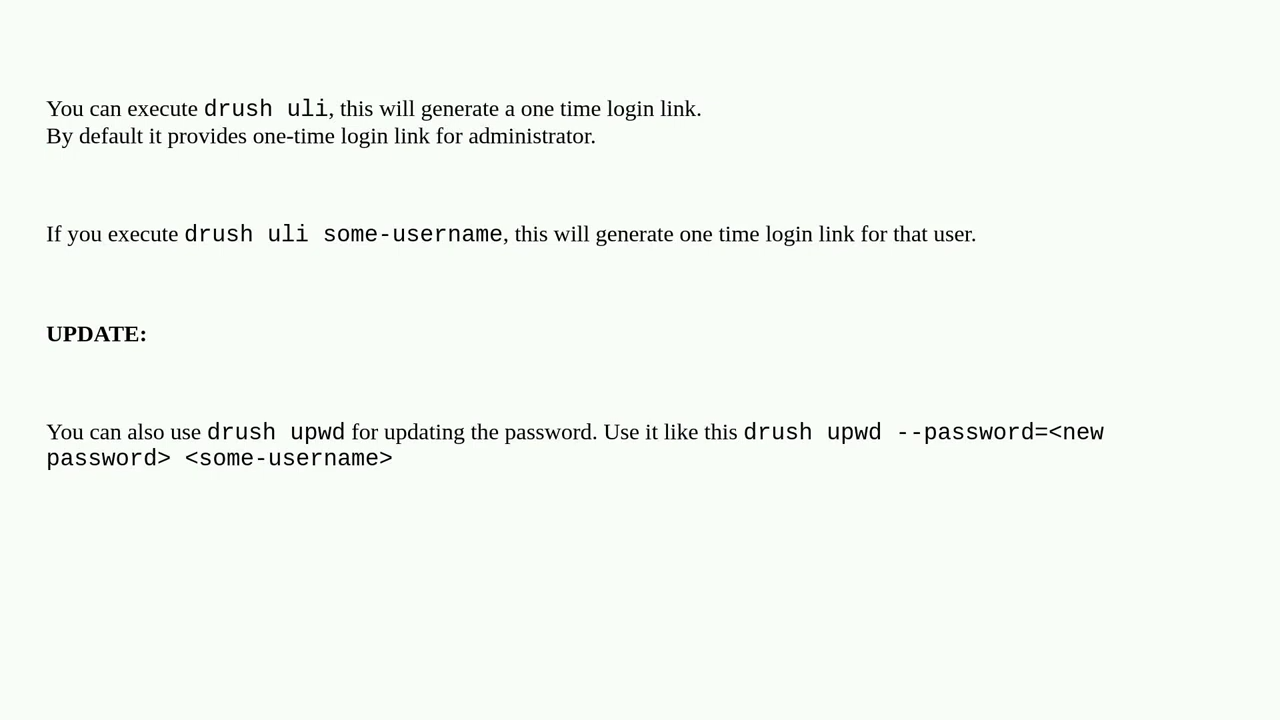 You can execute drush uli, this will generate a one time login link.
By default it provides one-time login link for administrator.
If you execute drush uli some-username, this will generate one time login link for that user.
UPDATE:
You can also use drush upwd for updating the password. Use it like this drush upwd --password=<new
password> <some-username>